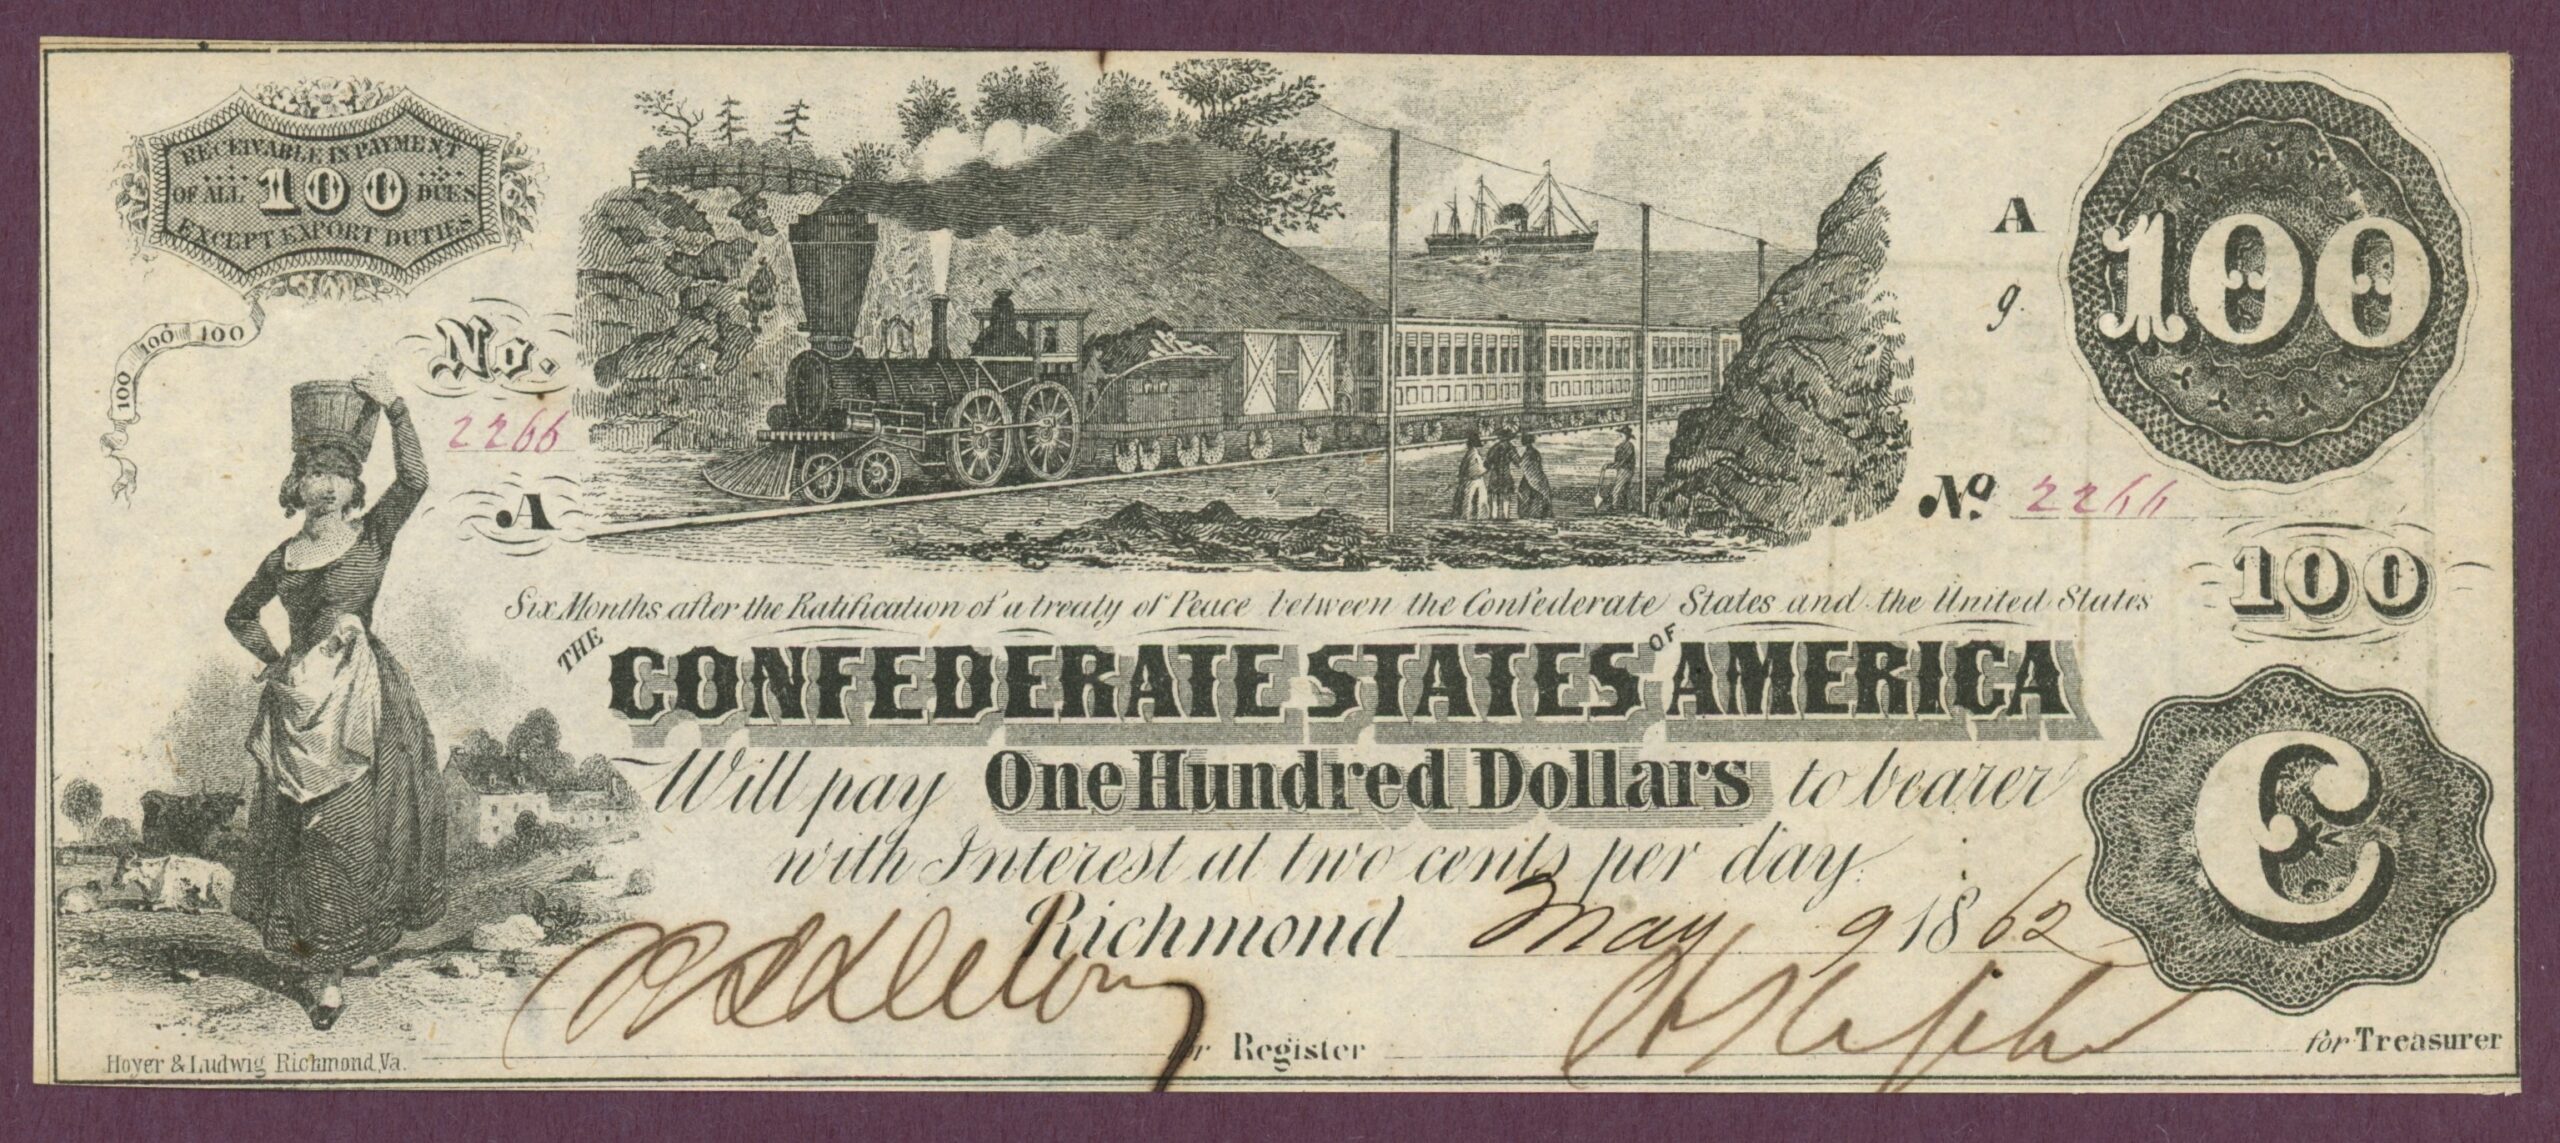 RECEIVABLE IN PAYMENT
OF ALL 100 DUES
EXCEPT EXPORT DUTIES
100 100 100
No.
2266
A
A
g.
100
No. 2266
100
Six Months after the Ratification of a treaty of Peace between the Confederate States and the United States
THE CONFEDERATE STATES OF AMERICA
Will pay One Hundred Dollars to bearer
with Interest at two cents per day.
C
Richmond May 9 1862
for Register
for Treasurer
Hoyer & Ludwig Richmond, Va.